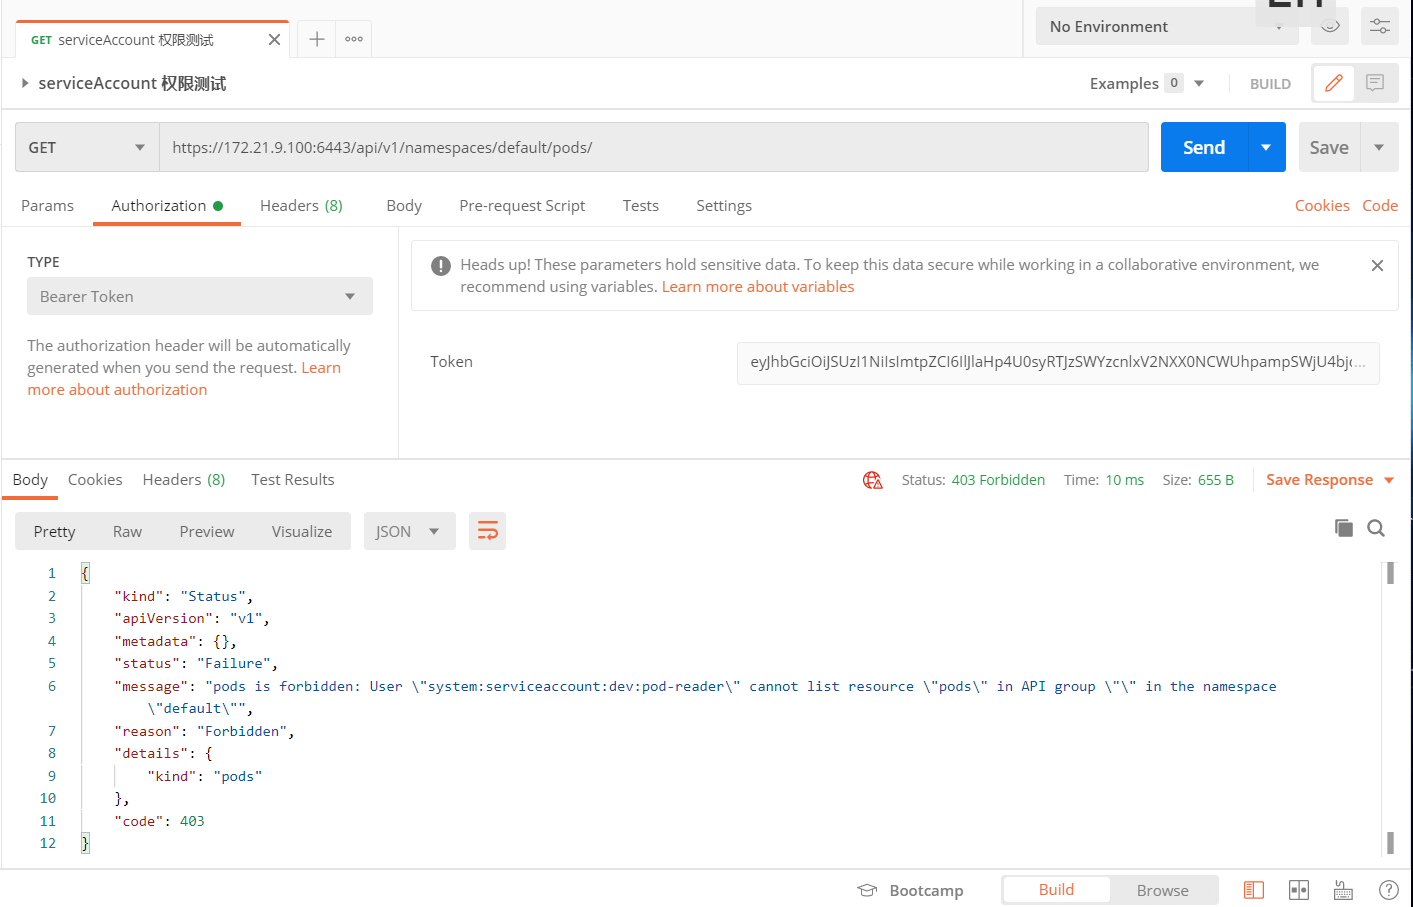 GET serviceAccount 权限测试
No Environment
serviceAccount 权限测试
Examples 0
BUILD
GET
https://172.21.9.100:6443/api/v1/namespaces/default/pods/
Send
Save
Params
Authorization
Headers (8)
Body
Pre-request Script
Tests
Settings
Cookies
Code
TYPE
Bearer Token
The authorization header will be automatically
generated when you send the request. Learn
more about authorization
Heads up! These parameters hold sensitive data. To keep this data secure while working in a collaborative environment, we
recommend using variables. Learn more about variables
Token
Body
Cookies
Headers (8)
Test Results
Status: 403 Forbidden
Time: 10 ms
Size: 655 B
Save Response
Pretty
Raw
Preview
Visualize
JSON
1 {
2 "kind": "Status",
3 "apiVersion": "v1",
4 "metadata": {},
5 "status": "Failure",
6 "message": "pods is forbidden: User \"system:serviceaccount:dev:pod-reader\" cannot list resource \"pods\" in API group \"\" in the namespace
\"default\"",
7 "reason": "Forbidden",
8 "details": {
9 "kind": "pods"
10 },
11 "code": 403
12 }
Bootcamp
Build
Browse